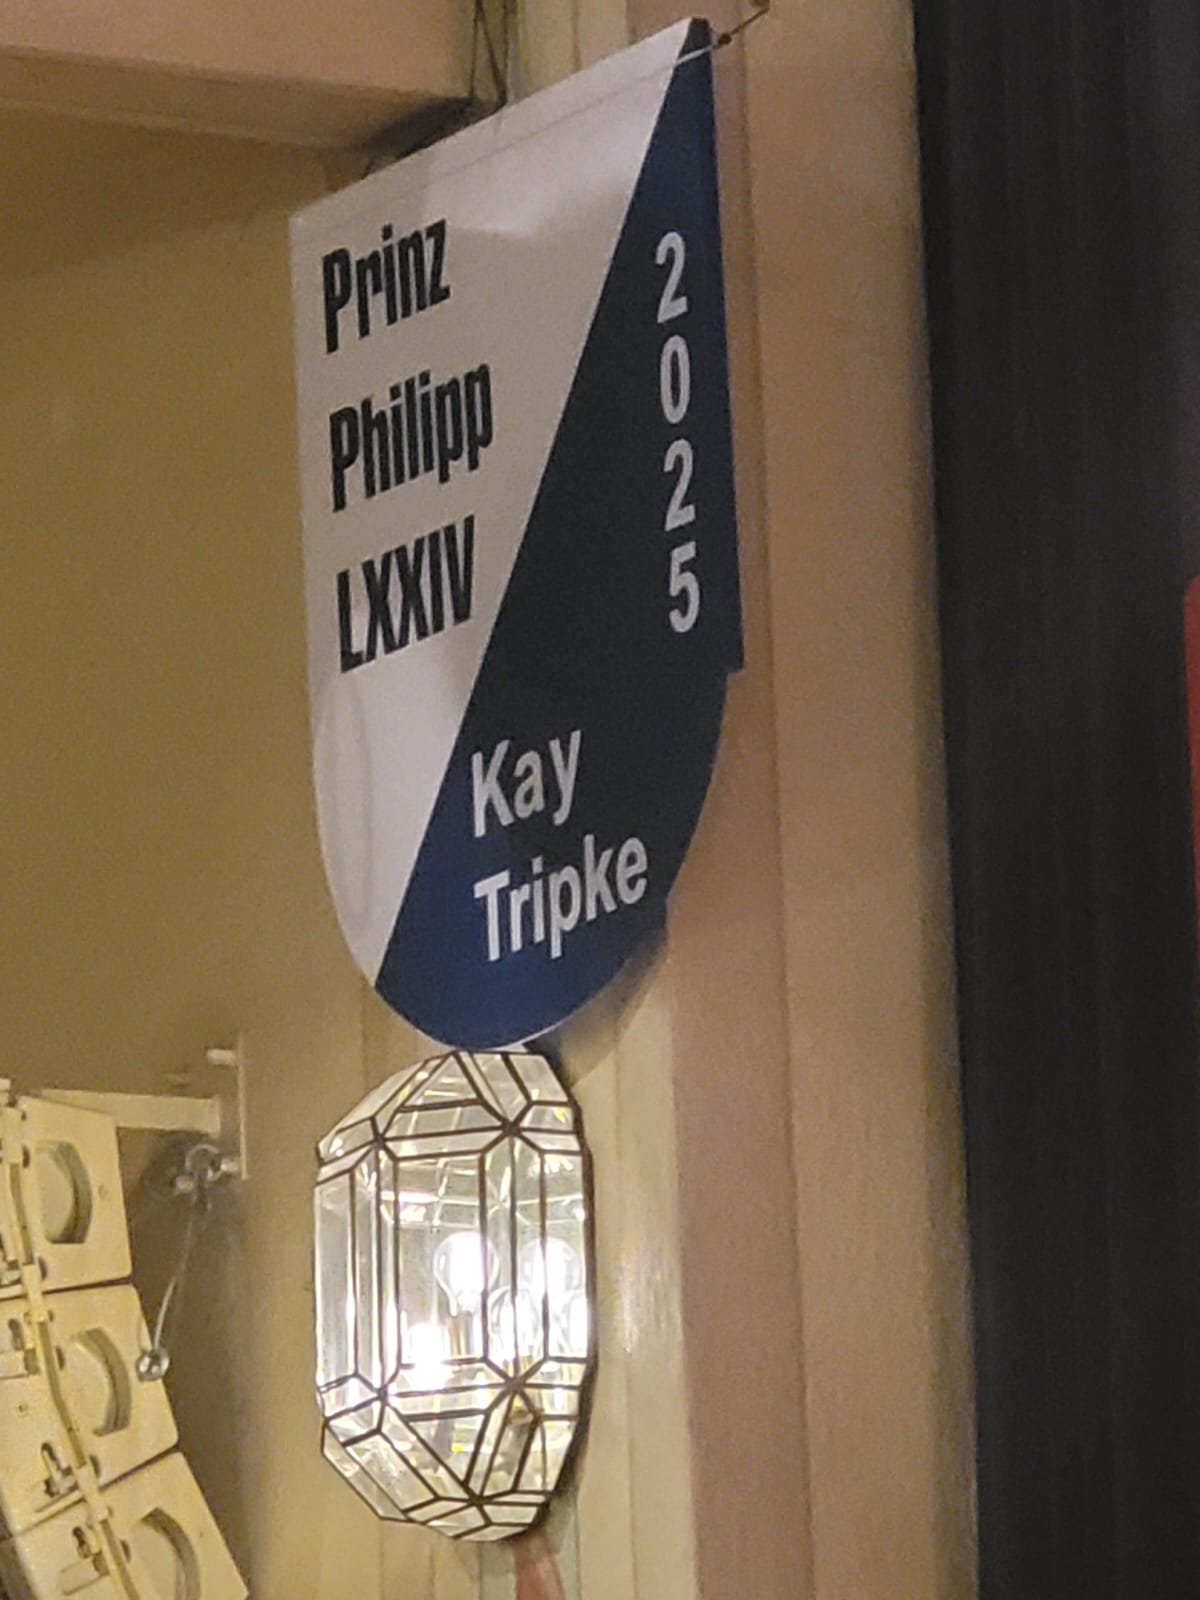 Prinz
Philipp
LXXIV
2025
Kay
Tripke